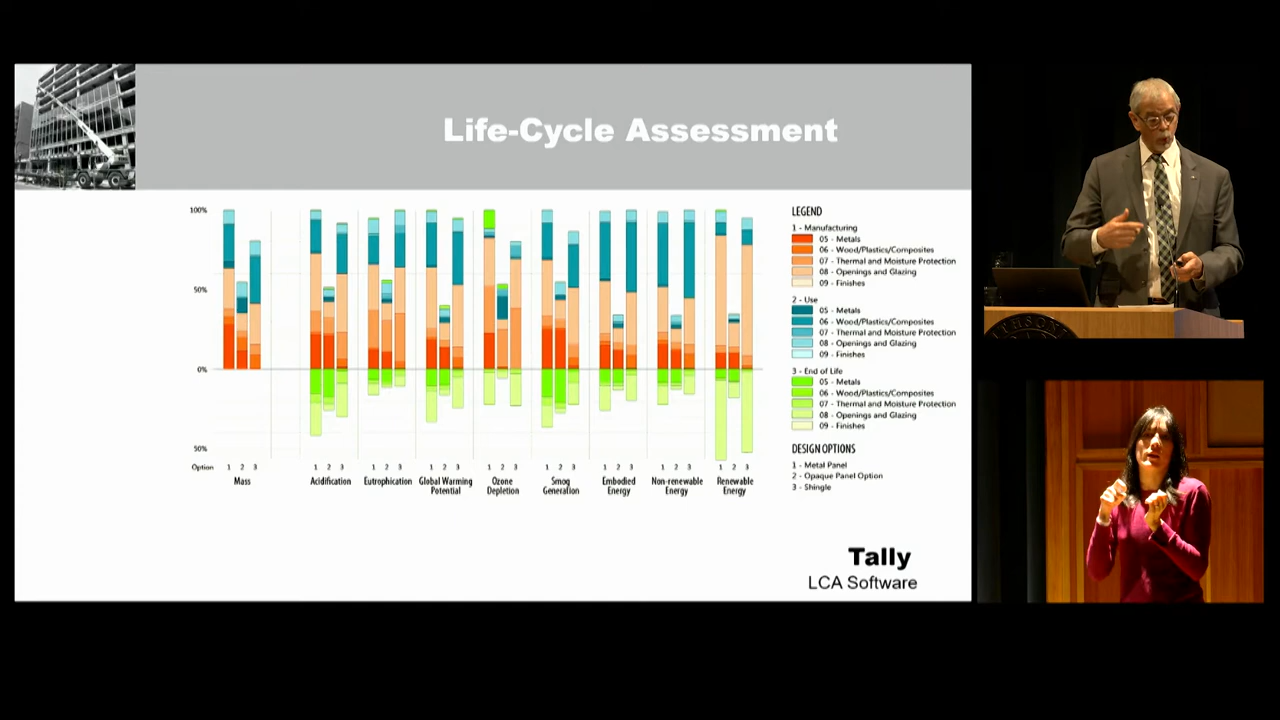 Life-Cycle Assessment
100%
50%
0%
50%
Option 1 2 3 1 2 3 1 2 3 1 2 3 1 2 3 1 2 3 1 2 3 1 2 3 1 2 3
Mass
Acidification
Eutrophication
Global Warming
Potential
Ozone
Depletion
Smog
Generation
Embodied
Energy
Non-renewable
Energy
Renewable
Energy
LEGEND
1 - Manufacturing
05 - Metals
06 - Wood/Plastics/Composites
07 - Thermal and Moisture Protection
08 - Openings and Glazing
09 - Finishes
2 - Use
05 - Metals
06 - Wood/Plastics/Composites
07 - Thermal and Moisture Protection
08 - Openings and Glazing
09 - Finishes
3 - End of Life
05 - Metals
06 - Wood/Plastics/Composites
07 - Thermal and Moisture Protection
08 - Openings and Glazing
09 - Finishes
DESIGN OPTIONS
1 - Metal Panel
2 - Opaque Panel Option
3 - Shingle
Tally
LCA Software